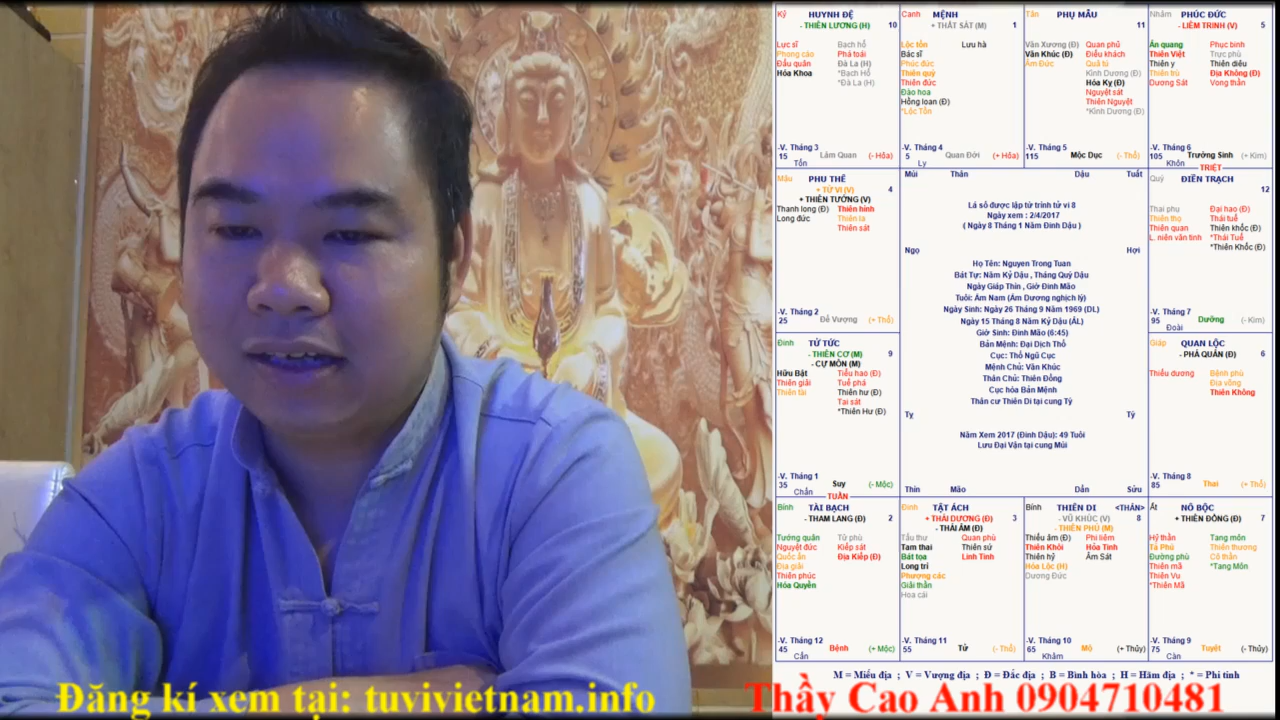 Kỷ HUYNH ĐỆ
- THIÊN LƯƠNG (H) 10
Lực sĩ Bạch hổ
Phong cáo Phá toái
Đẩu quân Đà La (H)
Hóa Khoa *Bạch Hổ
*Đà La (H)
-V. Tháng 3
15 Lâm Quan (- Hỏa)
Tốn
Canh MỆNH
+ THẤT SÁT (M) 1
Lộc tồn Lưu hà
Bác sĩ
Phúc đức
Thiên quý
Thiên đức
Đào hoa
Hồng loan (Đ)
*Lộc Tồn
-V. Tháng 4
5 Quan Đới (+ Hỏa)
Ly
Tân PHỤ MẪU
11
Văn Xương (Đ) Quan phủ
Văn Khúc (Đ) Điếu khách
Âm Đức Quả tú
Kình Dương (Đ)
Hóa Kỵ (Đ)
Nguyệt sát
Thiên Nguyệt
*Kình Dương (Đ)
-V. Tháng 5
115 Mộc Dục (- Thổ)
Nhâm PHÚC ĐỨC
- LIÊM TRINH (V) 5
Ân quang Phục binh
Thiên Việt Trực phù
Thiên y Thiên diêu
Thiên trù Địa Không (Đ)
Dương Sát Vong thần
-V. Tháng 6
105 Trường Sinh (+ Kim)
Khôn
TRIỆT
Mậu PHU THÊ
+ TỬ VI (V) 4
+ THIÊN TƯỚNG (V)
Thanh long (Đ) Thiên hình
Long đức Thiên la
Thiên sát
-V. Tháng 2
25 Đế Vượng (+ Thổ)
Mùi Thân Dậu Tuất
Lá số được lập từ trình tử vi 8
Ngày xem : 2/4/2017
( Ngày 8 Tháng 1 Năm Đinh Dậu )
Ngọ Hợi
Họ Tên: Nguyen Trong Tuan
Bát Tự: Năm Kỷ Dậu , Tháng Quý Dậu
Ngày Giáp Thìn , Giờ Đinh Mão
Tuổi: Âm Nam (Âm Dương nghịch lý)
Ngày Sinh: Ngày 26 Tháng 9 Năm 1969 (DL)
Ngày 15 Tháng 8 Năm Kỷ Dậu (ÂL)
Giờ Sinh: Đinh Mão (6:45)
Bản Mệnh: Đại Dịch Thổ
Cục: Thổ Ngũ Cục
Mệnh Chủ: Văn Khúc
Thân Chủ: Thiên Đồng
Cục hòa Bản Mệnh
Thân cư Thiên Di tại cung Tý
Tỵ Tý
Năm Xem 2017 (Đinh Dậu): 49 Tuổi
Lưu Đại Vận tại cung Mùi
Thìn Mão Dần Sửu
Quý ĐIỀN TRẠCH
12
Thai phụ Đại hao (Đ)
Thiên thọ Thái tuế
Thiên quan Thiên khốc (Đ)
L. niên văn tinh *Thái Tuế
*Thiên Khốc (Đ)
-V. Tháng 7
95 Dưỡng (- Kim)
Đoài
Đinh TỬ TỨC
- THIÊN CƠ (M) 9
- CỰ MÔN (M)
Hữu Bật Tiểu hao (Đ)
Thiên giải Tuế phá
Thiên tài Thiên hư (Đ)
Tai sát
*Thiên Hư (Đ)
-V. Tháng 1
35 Suy (- Mộc)
Chấn
TUẦN
Giáp QUAN LỘC
- PHÁ QUÂN (Đ) 6
Thiếu dương Bệnh phù
Địa võng
Thiên Không
-V. Tháng 8
85 Thai (+ Thổ)
Bính TÀI BẠCH
- THAM LANG (Đ) 2
Tướng quân Tử phù
Nguyệt đức Kiếp sát
Quốc ấn Địa Kiếp (Đ)
Địa giải
Thiên phúc
Hóa Quyền
-V. Tháng 12
45 Bệnh (+ Mộc)
Cấn
Đinh TẬT ÁCH
+ THÁI DƯƠNG (Đ) 3
- THÁI ÂM (Đ)
Tấu thư Quan phù
Tam thai Thiên sứ
Bát tọa Linh Tinh
Long trì
Phượng các
Giải thần
Hoa cái
-V. Tháng 11
55 Tử (- Thổ)
Bính THIÊN DI <THÂN>
- VŨ KHÚC (V) 8
- THIÊN PHỦ (M)
Thiếu âm (Đ) Phi liêm
Thiên Khôi Hỏa Tinh
Thiên hỷ Âm Sát
Hóa Lộc (H)
Dương Đức
-V. Tháng 10
65 Mộ (+ Thủy)
Khảm
Ất NÔ BỘC
+ THIÊN ĐỒNG (Đ) 7
Hỷ thần Tang môn
Tả Phù Thiên thương
Đường phù Cô thần
Thiên mã *Tang Môn
Thiên Vụ
*Thiên Mã
-V. Tháng 9
75 Tuyệt (- Thủy)
Càn
M = Miếu địa ; V = Vượng địa ; Đ = Đắc địa ; B = Bình hòa ; H = Hãm địa ; * = Phi tinh
Đăng kí xem tại: tuvivietnam.info
Thầy Cao Anh 0904710481